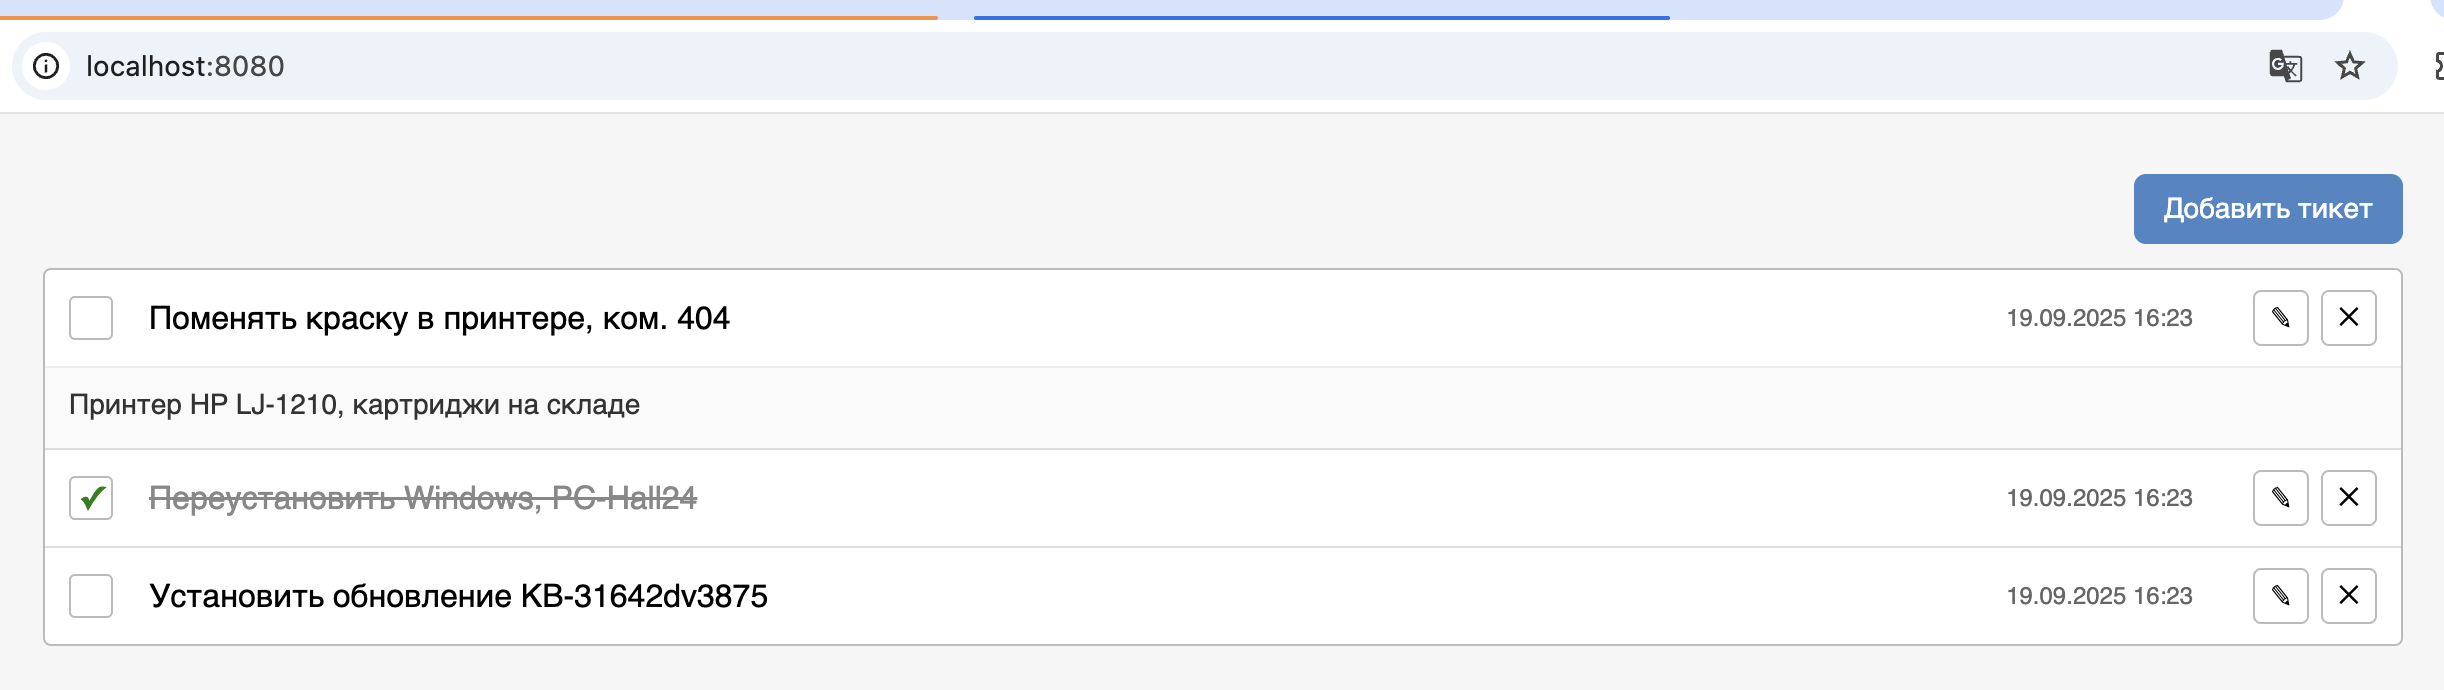 localhost:8080
Добавить тикет
Поменять краску в принтере, ком. 404 19.09.2025 16:23
Принтер HP LJ-1210, картриджи на складе
Переустановить Windows, PC-Hall24 19.09.2025 16:23
Установить обновление KB-31642dv3875 19.09.2025 16:23